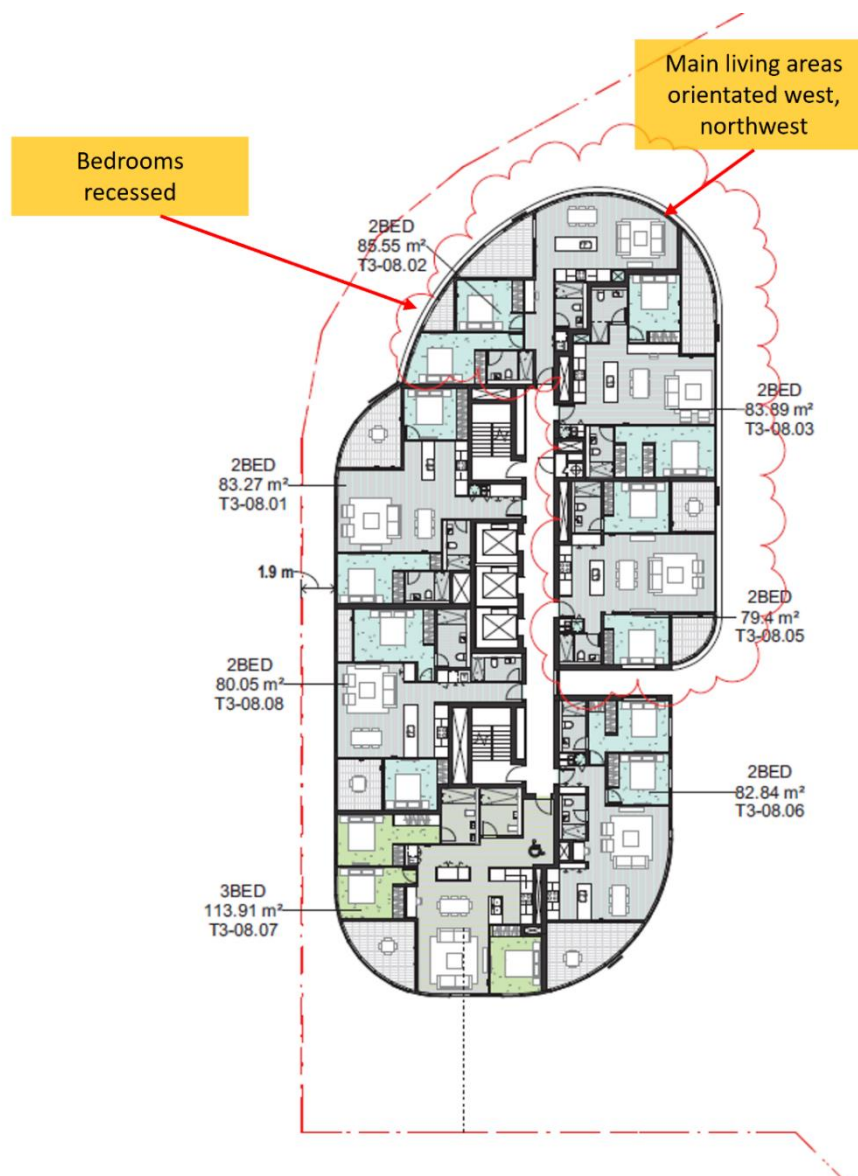 Main living areas
orientated west,
northwest
Bedrooms
recessed
2BED
85.55 m²
T3-08.02
2BED
83.89 m²
T3-08.03
2BED
83.27 m²
T3-08.01
1.9 m
2BED
79.4 m²
T3-08.05
2BED
80.05 m²
T3-08.08
2BED
82.84 m²
T3-08.06
3BED
113.91 m²
T3-08.07